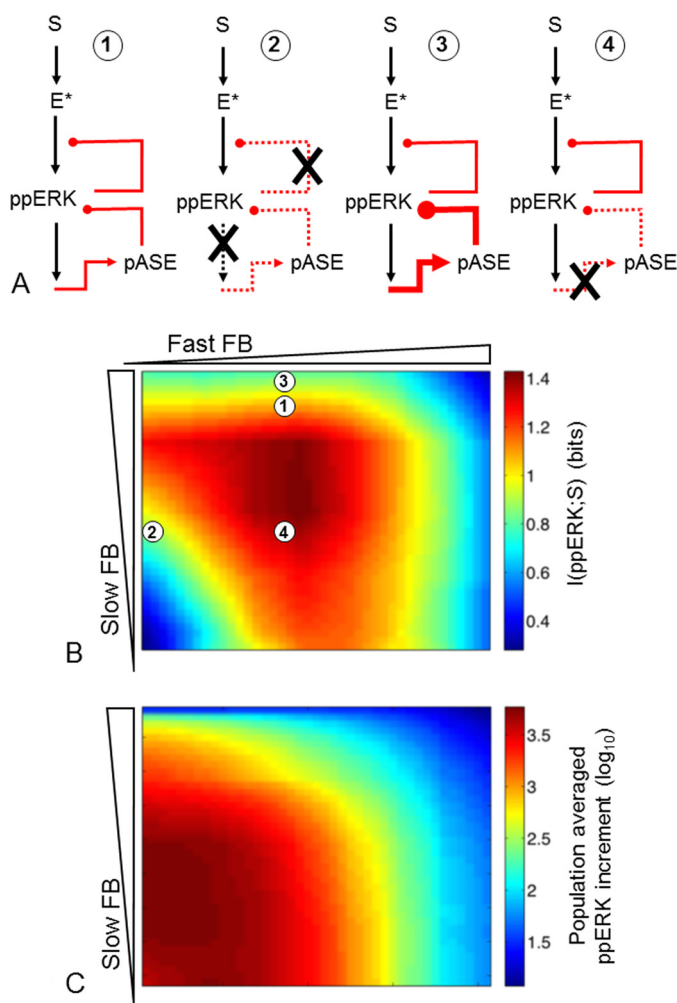 S 1 S 2 S 3 S 4
E* E* E* E*
ppERK ppERK ppERK ppERK
pASE pASE pASE pASE
A
Fast FB
3
1
2
4
Slow FB
B
1.4
1.2
1
0.8
0.6
0.4
I(ppERK;S) (bits)
Slow FB
C
3.5
3
2.5
2
1.5
Population averaged
ppERK increment (log10)